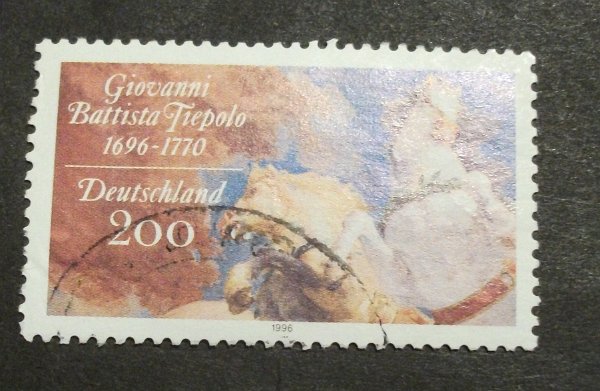 Giovanni
Battista Tiepolo
1696-1770
Deutschland
200
1996